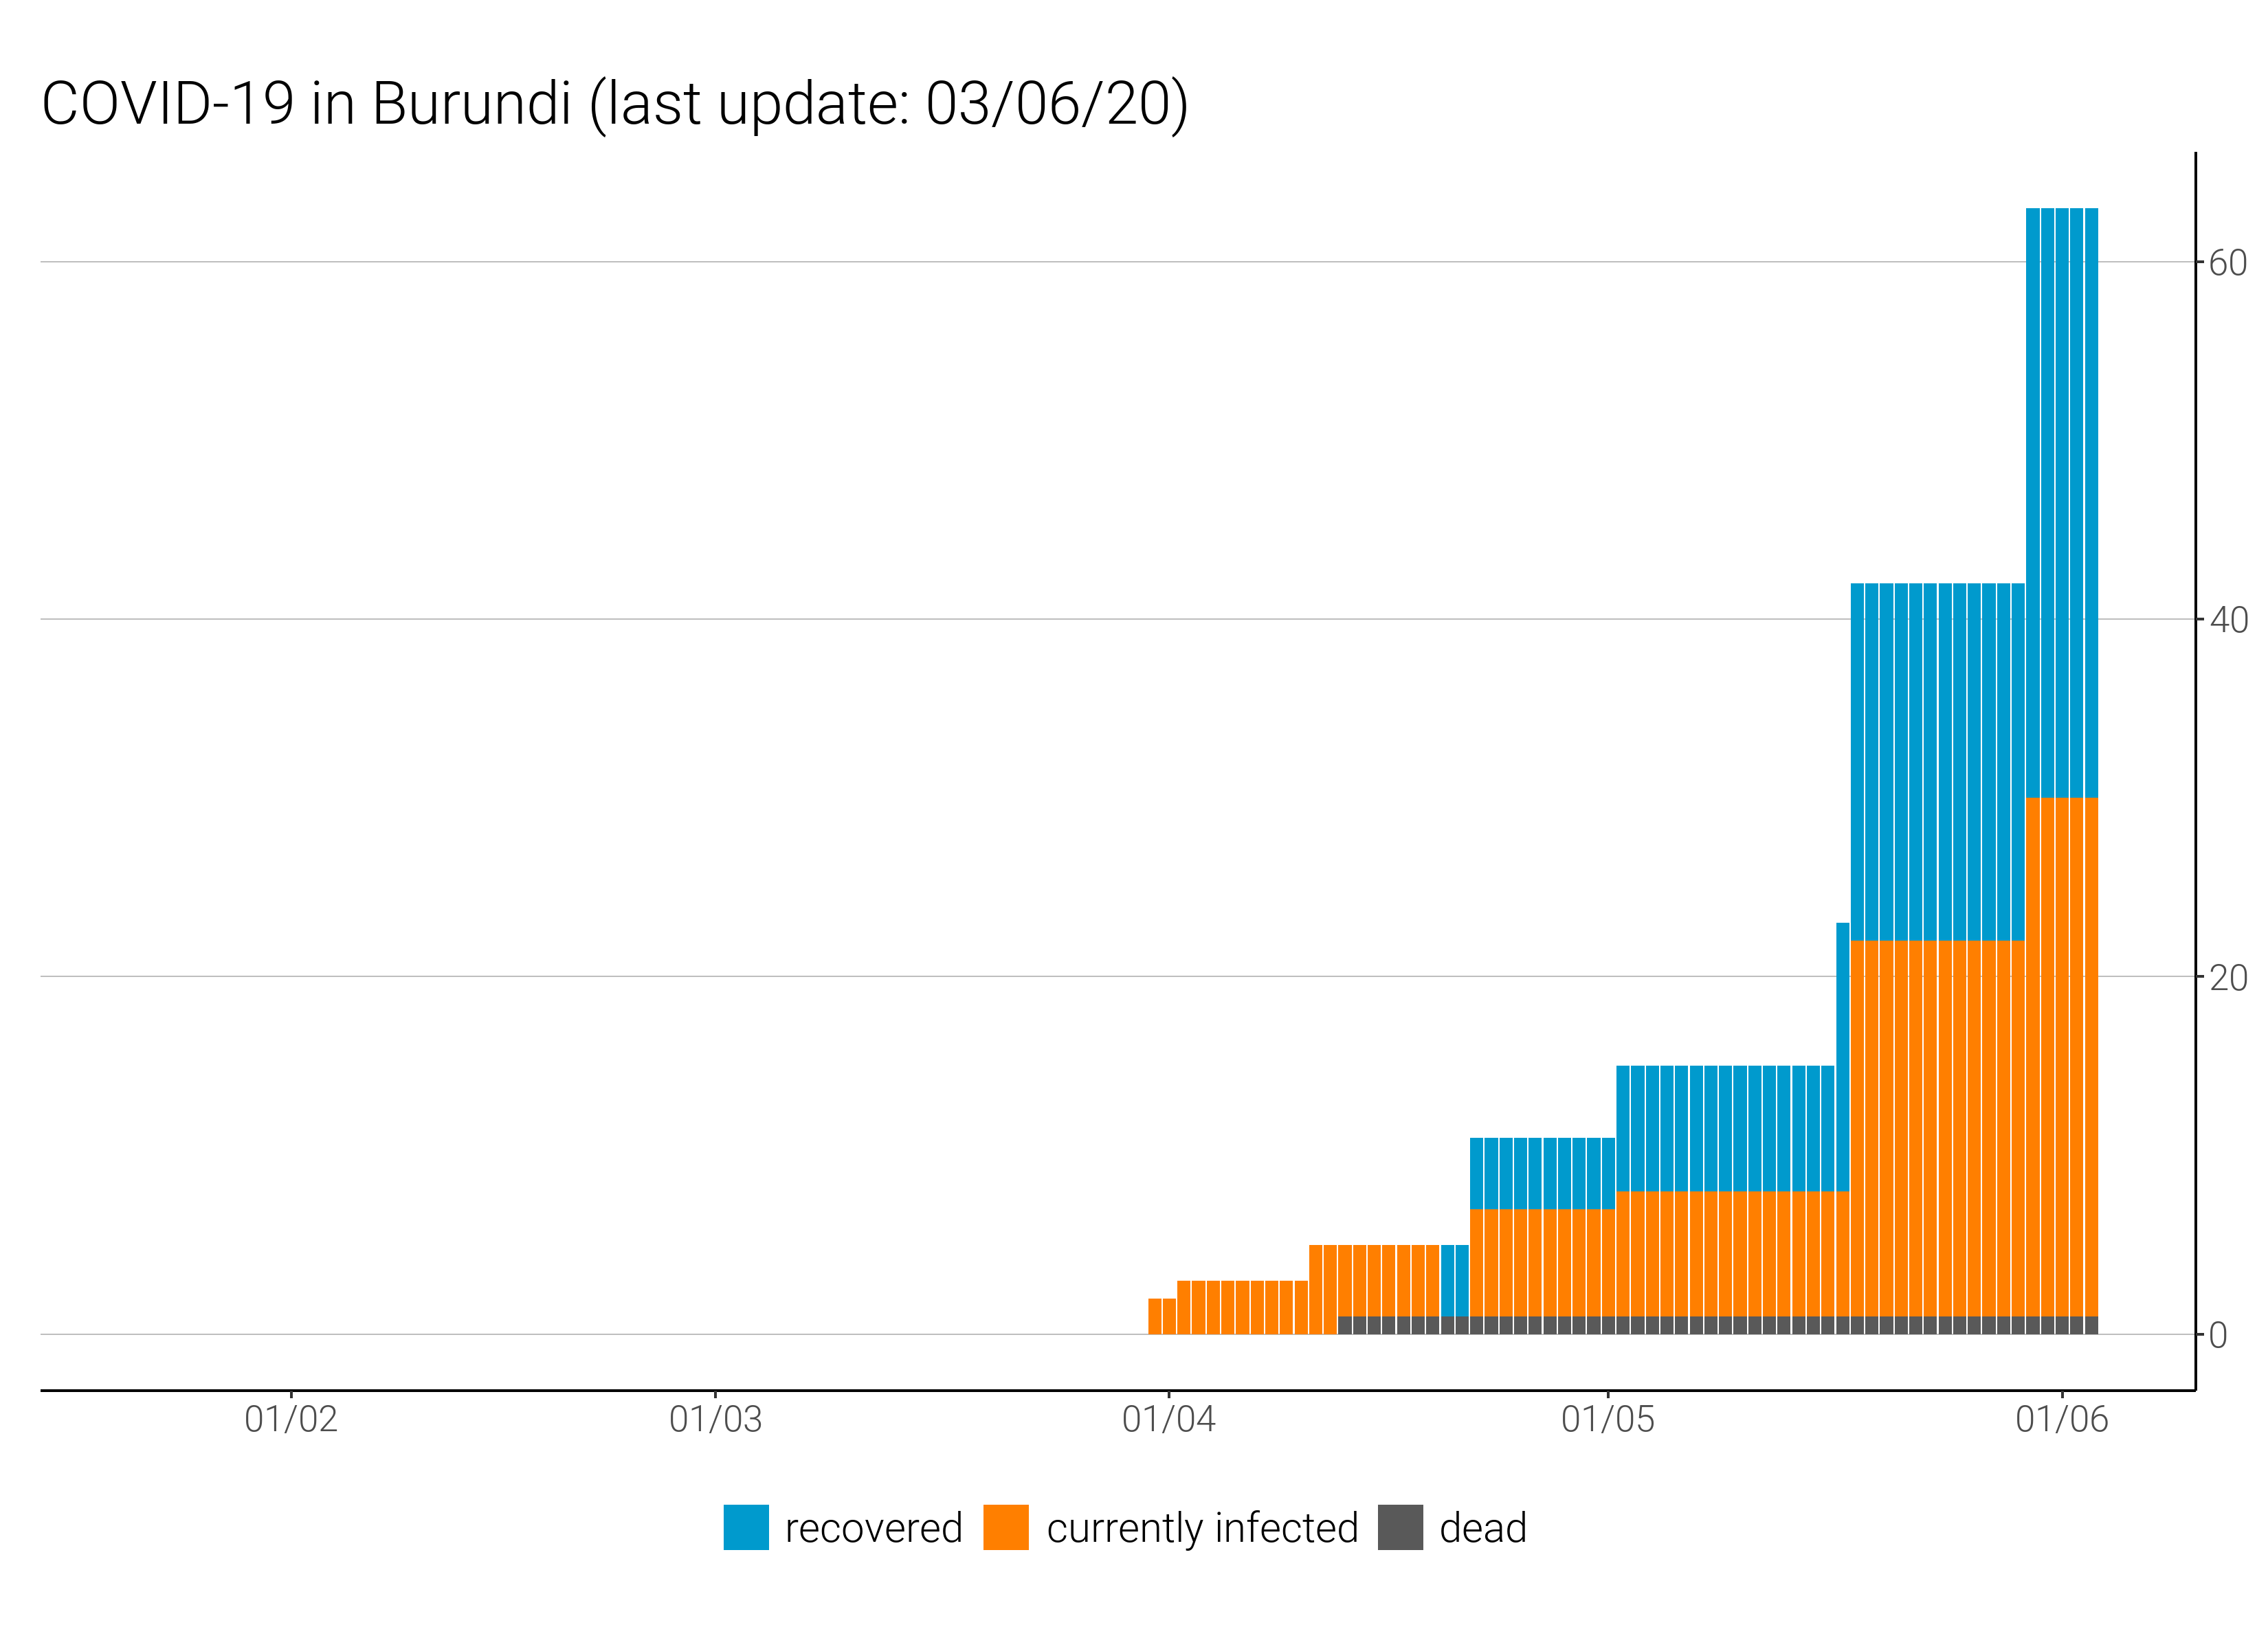 COVID-19 in Burundi (last update: 03/06/20)
60
40
20
0
01/02 01/03 01/04 01/05 01/06
recovered currently infected dead